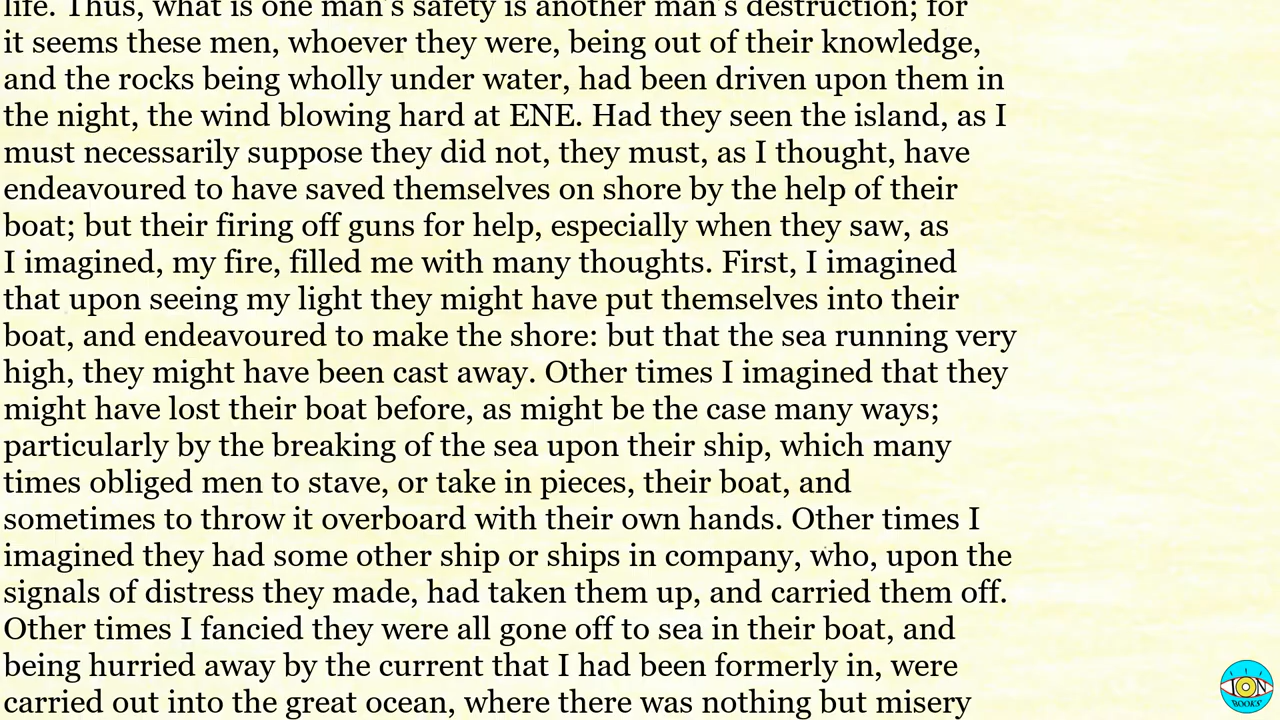 life. Thus, what is one man's safety is another man's destruction; for
it seems these men, whoever they were, being out of their knowledge,
and the rocks being wholly under water, had been driven upon them in
the night, the wind blowing hard at ENE. Had they seen the island, as I
must necessarily suppose they did not, they must, as I thought, have
endeavoured to have saved themselves on shore by the help of their
boat; but their firing off guns for help, especially when they saw, as
I imagined, my fire, filled me with many thoughts. First, I imagined
that upon seeing my light they might have put themselves into their
boat, and endeavoured to make the shore: but that the sea running very
high, they might have been cast away. Other times I imagined that they
might have lost their boat before, as might be the case many ways;
particularly by the breaking of the sea upon their ship, which many
times obliged men to stave, or take in pieces, their boat, and
sometimes to throw it overboard with their own hands. Other times I
imagined they had some other ship or ships in company, who, upon the
signals of distress they made, had taken them up, and carried them off.
Other times I fancied they were all gone off to sea in their boat, and
being hurried away by the current that I had been formerly in, were
carried out into the great ocean, where there was nothing but misery
ION
BOOKS